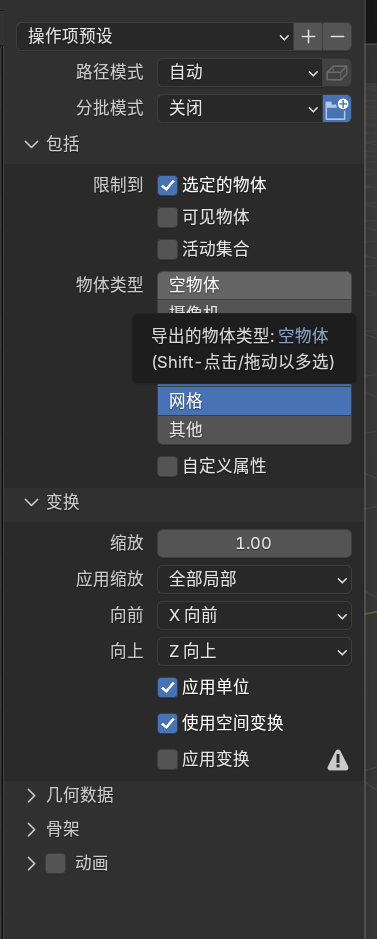 操作项预设
路径模式 自动
分批模式 关闭
包括
限制到 选定的物体
可见物体
活动集合
物体类型 空物体
摄像机
导出的物体类型: 空物体
(Shift-点击/拖动以多选)
网格
其他
自定义属性
变换
缩放 1.00
应用缩放 全部局部
向前 X 向前
向上 Z 向上
应用单位
使用空间变换
应用变换
几何数据
骨架
动画